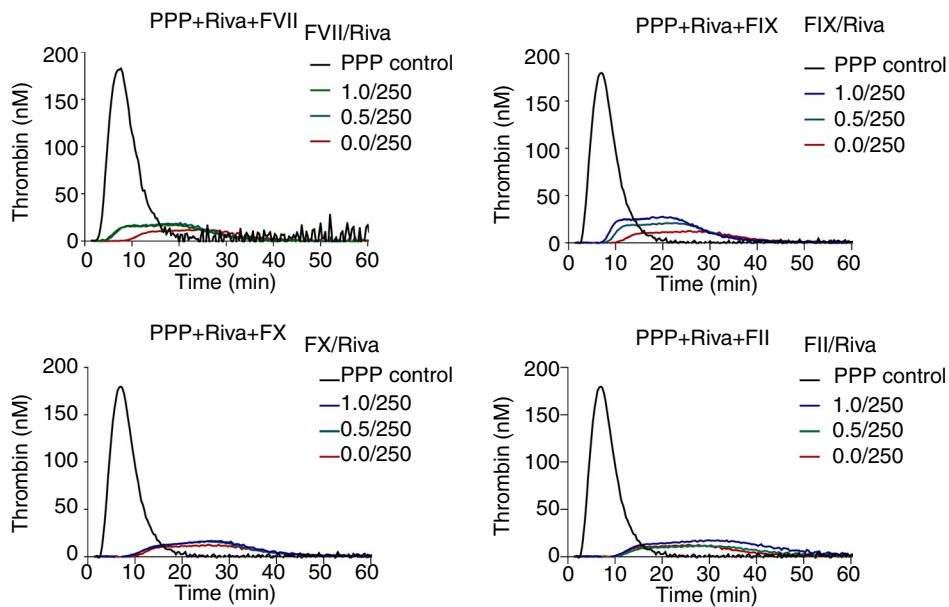 PPP+Riva+FVII
FVII/Riva
PPP control
1.0/250
0.5/250
0.0/250
Thrombin (nM)
200
150
100
50
0
0 10 20 30 40 50 60
Time (min)
PPP+Riva+FIX
FIX/Riva
PPP control
1.0/250
0.5/250
0.0/250
Thrombin (nM)
200
150
100
50
0
0 10 20 30 40 50 60
Time (min)
PPP+Riva+FX
FX/Riva
PPP control
1.0/250
0.5/250
0.0/250
Thrombin (nM)
200
150
100
50
0
0 10 20 30 40 50 60
Time (min)
PPP+Riva+FII
FII/Riva
PPP control
1.0/250
0.5/250
0.0/250
Thrombin (nM)
200
150
100
50
0
0 10 20 30 40 50 60
Time (min)